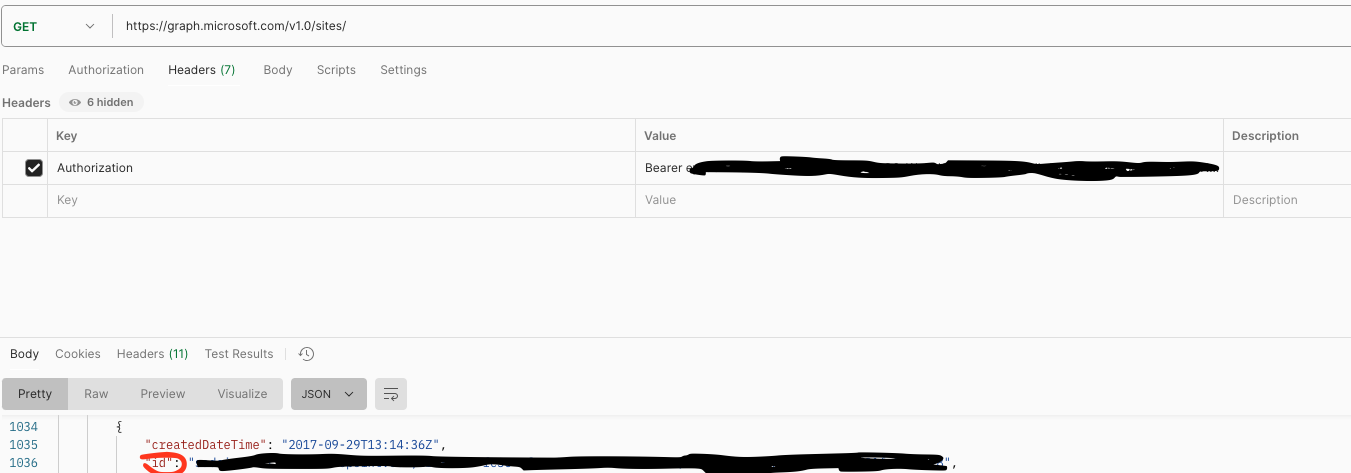 GET https://graph.microsoft.com/v1.0/sites/
Params Authorization Headers (7) Body Scripts Settings
Headers 6 hidden
Key Value Description
Authorization Bearer
Key Value Description
Body Cookies Headers (11) Test Results
Pretty Raw Preview Visualize JSON
1034 {
1035 "createdDateTime": "2017-09-29T13:14:36Z",
1036 "id": "